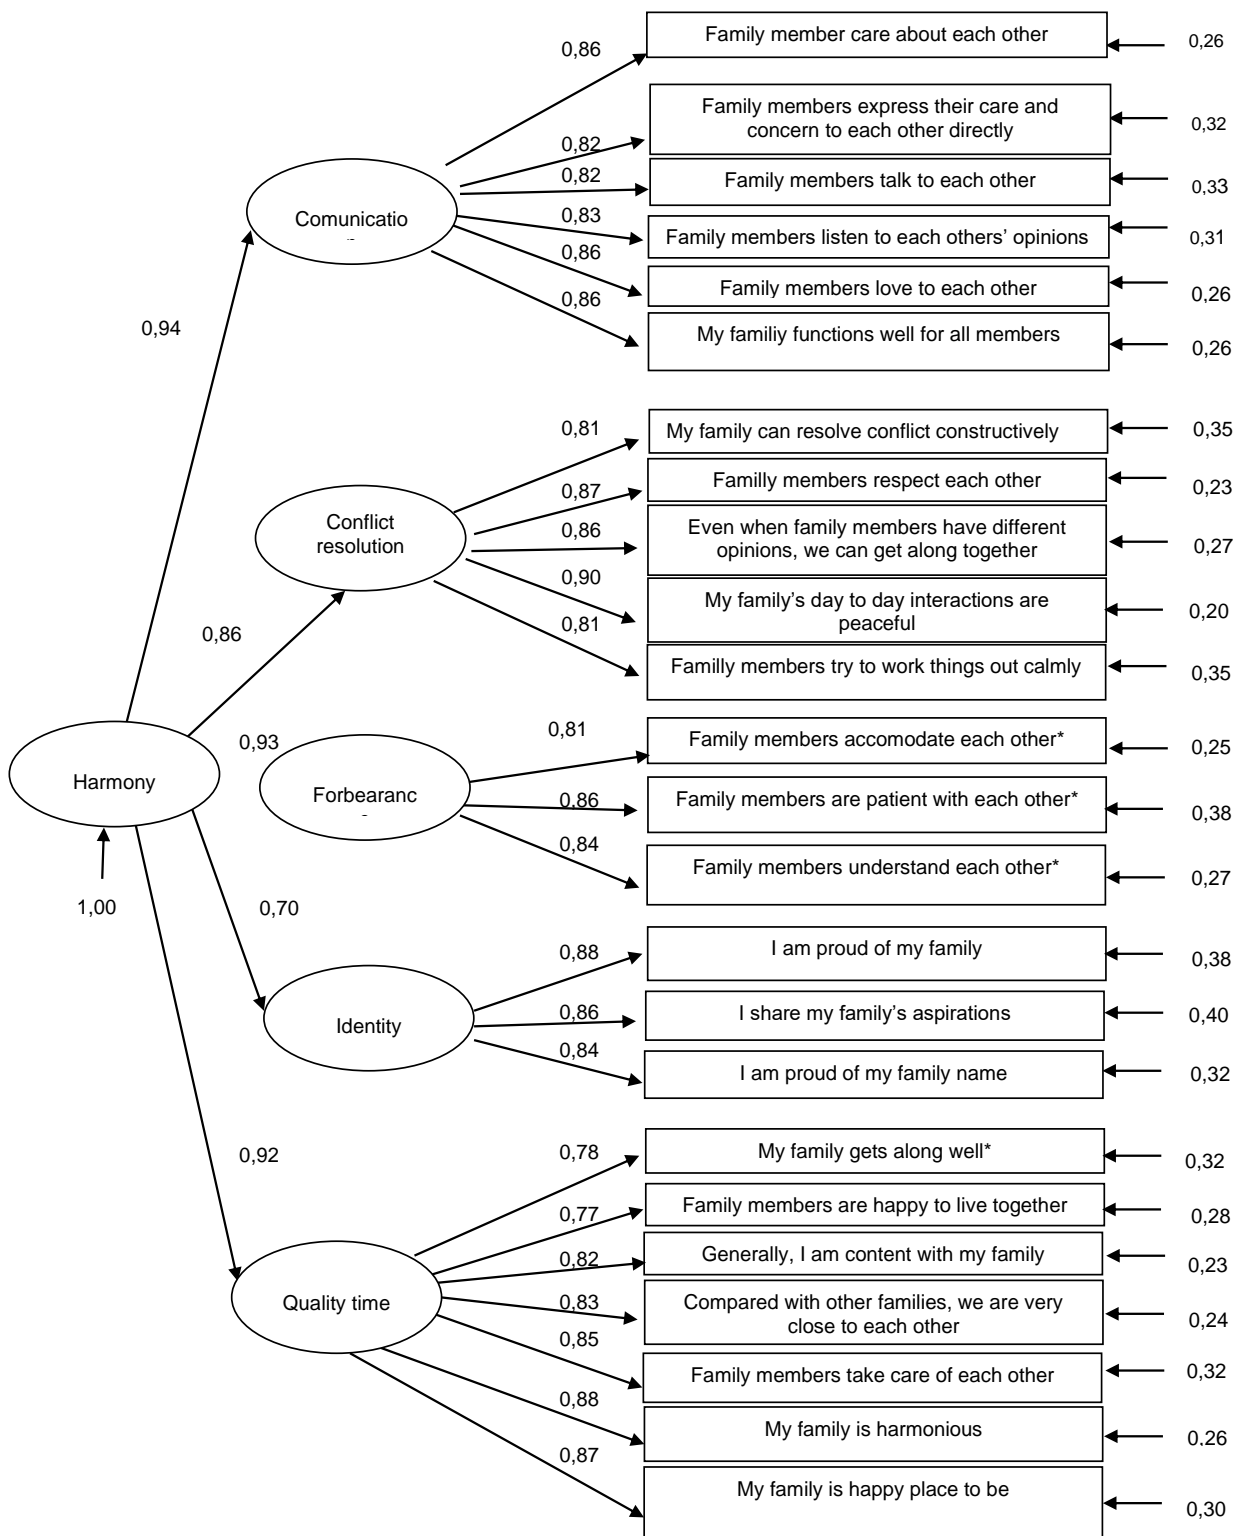 0,86
Family member care about each other
0,26
Family members express their care and
concern to each other directly
0,32
0,82
0,82
Family members talk to each other
0,33
Comunicatio
0,83
Family members listen to each others’ opinions
0,31
0,86
Family members love to each other
0,26
0,86
My familiy functions well for all members
0,26
0,94
0,81
My family can resolve conflict constructively
0,35
0,87
Familly members respect each other
0,23
Conflict
resolution
0,86
Even when family members have different
opinions, we can get along together
0,27
0,90
My family’s day to day interactions are
peaceful
0,20
0,86
0,81
Familly members try to work things out calmly
0,35
0,93
0,81
Family members accomodate each other*
0,25
Harmony
Forbearanc
0,86
Family members are patient with each other*
0,38
0,84
Family members understand each other*
0,27
1,00
0,70
0,88
I am proud of my family
0,38
Identity
0,86
I share my family’s aspirations
0,40
0,84
I am proud of my family name
0,32
0,92
0,78
My family gets along well*
0,32
0,77
Family members are happy to live together
0,28
0,82
Generally, I am content with my family
0,23
Quality time
0,83
Compared with other families, we are very
close to each other
0,24
0,85
Family members take care of each other
0,32
0,88
My family is harmonious
0,26
0,87
My family is happy place to be
0,30